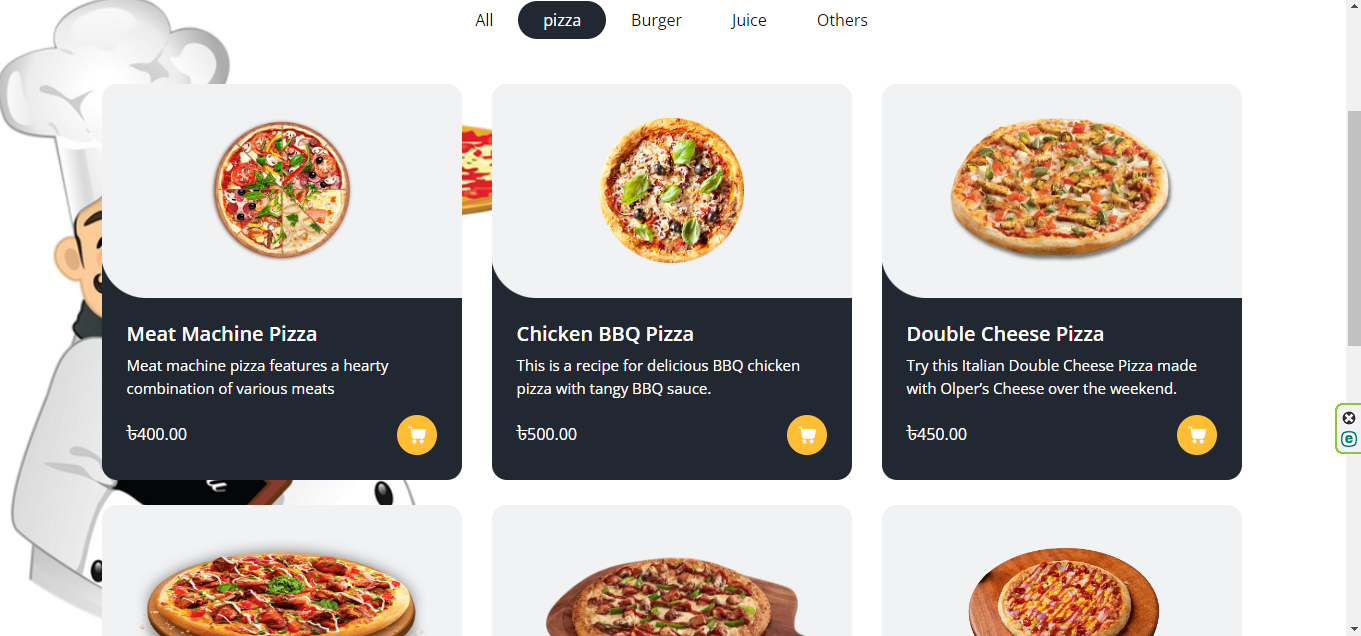 All
pizza
Burger
Juice
Others
Meat Machine Pizza
Meat machine pizza features a hearty
combination of various meats
৳400.00
Chicken BBQ Pizza
This is a recipe for delicious BBQ chicken
pizza with tangy BBQ sauce.
৳500.00
Double Cheese Pizza
Try this Italian Double Cheese Pizza made
with Olper’s Cheese over the weekend.
৳450.00
e